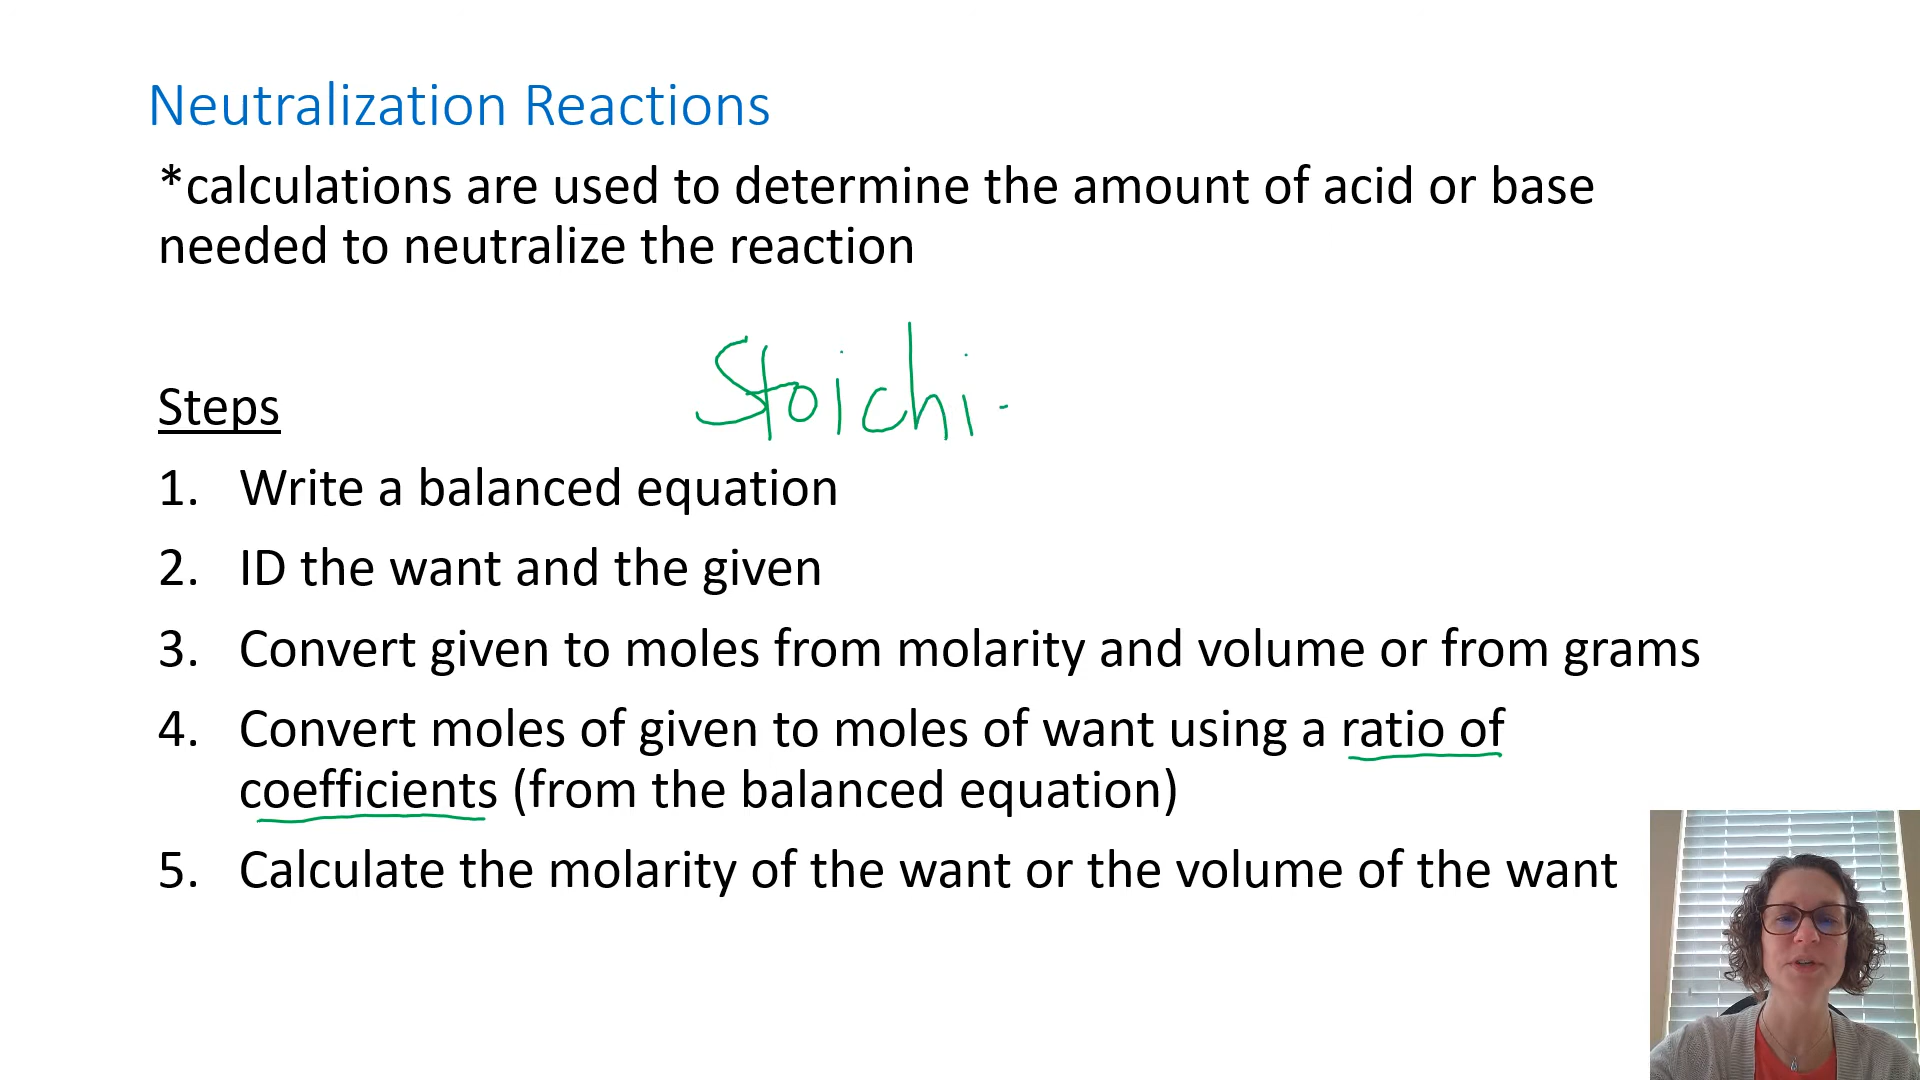 Neutralization Reactions
*calculations are used to determine the amount of acid or base
needed to neutralize the reaction
Stoichi -
Steps
1. Write a balanced equation
2. ID the want and the given
3. Convert given to moles from molarity and volume or from grams
4. Convert moles of given to moles of want using a ratio of
coefficients (from the balanced equation)
5. Calculate the molarity of the want or the volume of the want